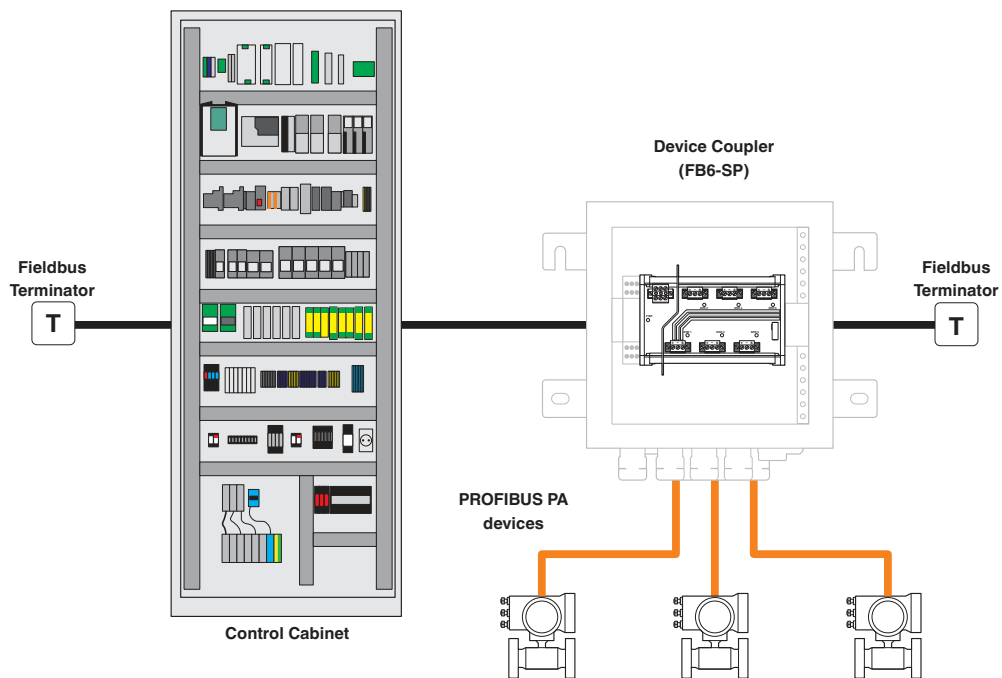 Device Coupler
(FB6-SP)
Fieldbus
Terminator
T
Fieldbus
Terminator
T
PROFIBUS PA
devices
Control Cabinet